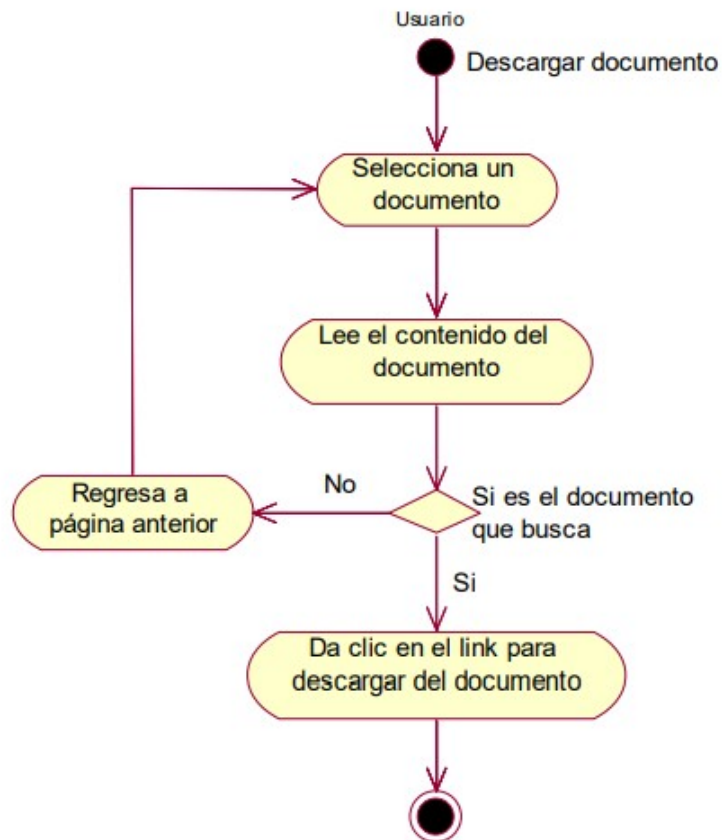 Usuario
Descargar documento
Selecciona un
documento
Lee el contenido del
documento
No
Si es el documento
que busca
Regresa a
página anterior
Si
Da clic en el link para
descargar del documento